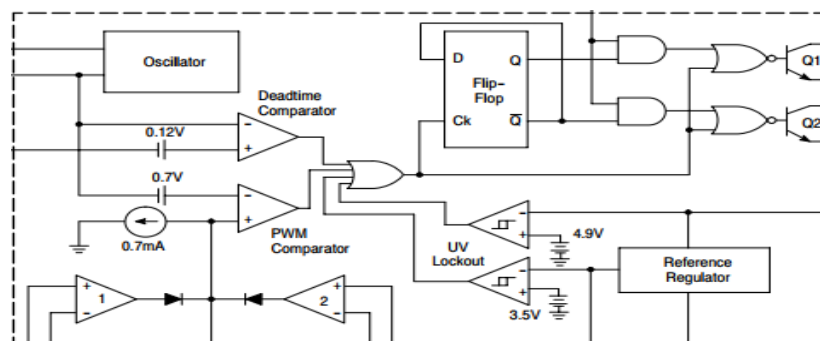 Oscillator
Deadtime
Comparator
0.12V
-
+
0.7V
-
+
0.7mA
PWM
Comparator
D
Q
Flip-
Flop
Ck
Q̅
Q1
Q2
UV
Lockout
-
+
4.9V
-
+
3.5V
Reference
Regulator
+
1
-
2
+
-